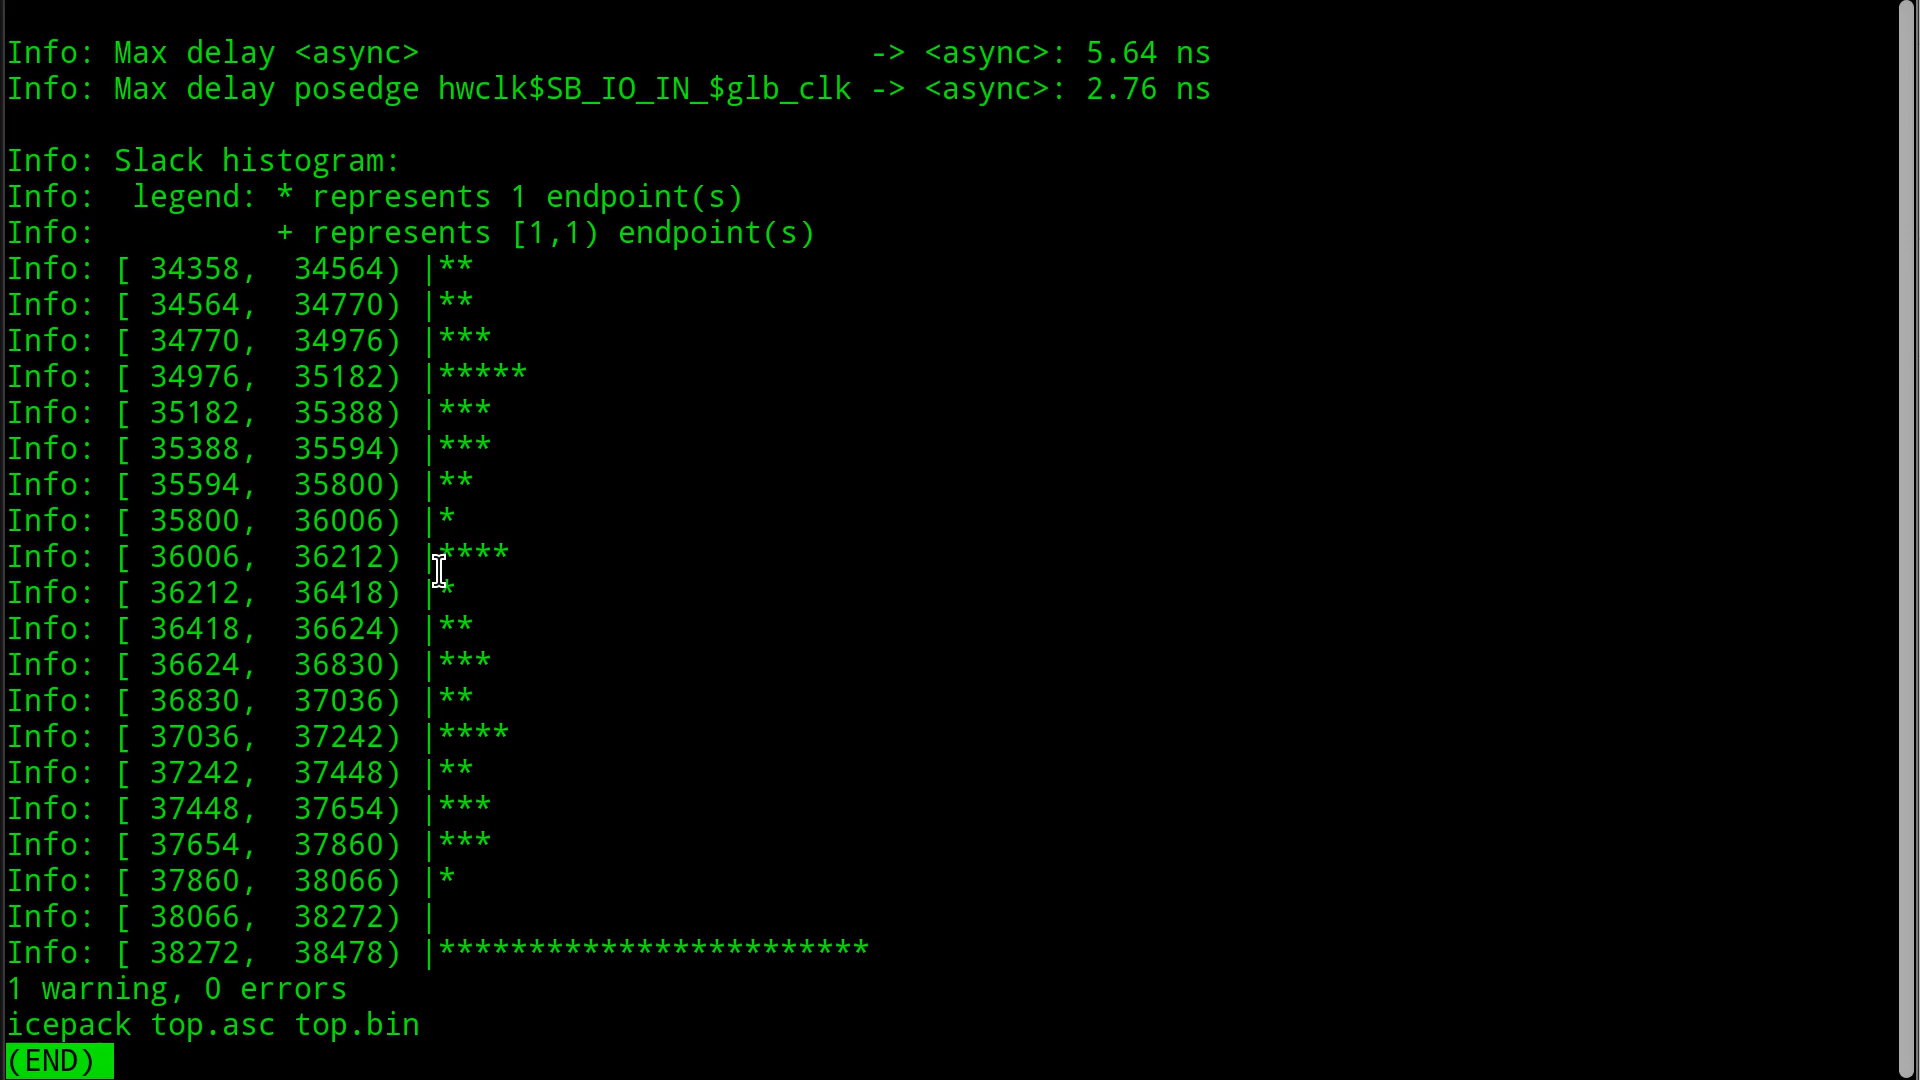 Info: Max delay <async>                         -> <async>: 5.64 ns
Info: Max delay posedge hwclk$SB_IO_IN_$glb_clk -> <async>: 2.76 ns
Info: Slack histogram:
Info:  legend: * represents 1 endpoint(s)
Info:          + represents [1,1) endpoint(s)
Info: [ 34358,  34564) |**
Info: [ 34564,  34770) |**
Info: [ 34770,  34976) |***
Info: [ 34976,  35182) |*****
Info: [ 35182,  35388) |***
Info: [ 35388,  35594) |***
Info: [ 35594,  35800) |**
Info: [ 35800,  36006) |*
Info: [ 36006,  36212) |****
Info: [ 36212,  36418) |*
Info: [ 36418,  36624) |**
Info: [ 36624,  36830) |***
Info: [ 36830,  37036) |**
Info: [ 37036,  37242) |****
Info: [ 37242,  37448) |**
Info: [ 37448,  37654) |***
Info: [ 37654,  37860) |***
Info: [ 37860,  38066) |*
Info: [ 38066,  38272) |
Info: [ 38272,  38478) |************************
1 warning, 0 errors
icepack top.asc top.bin
(END)